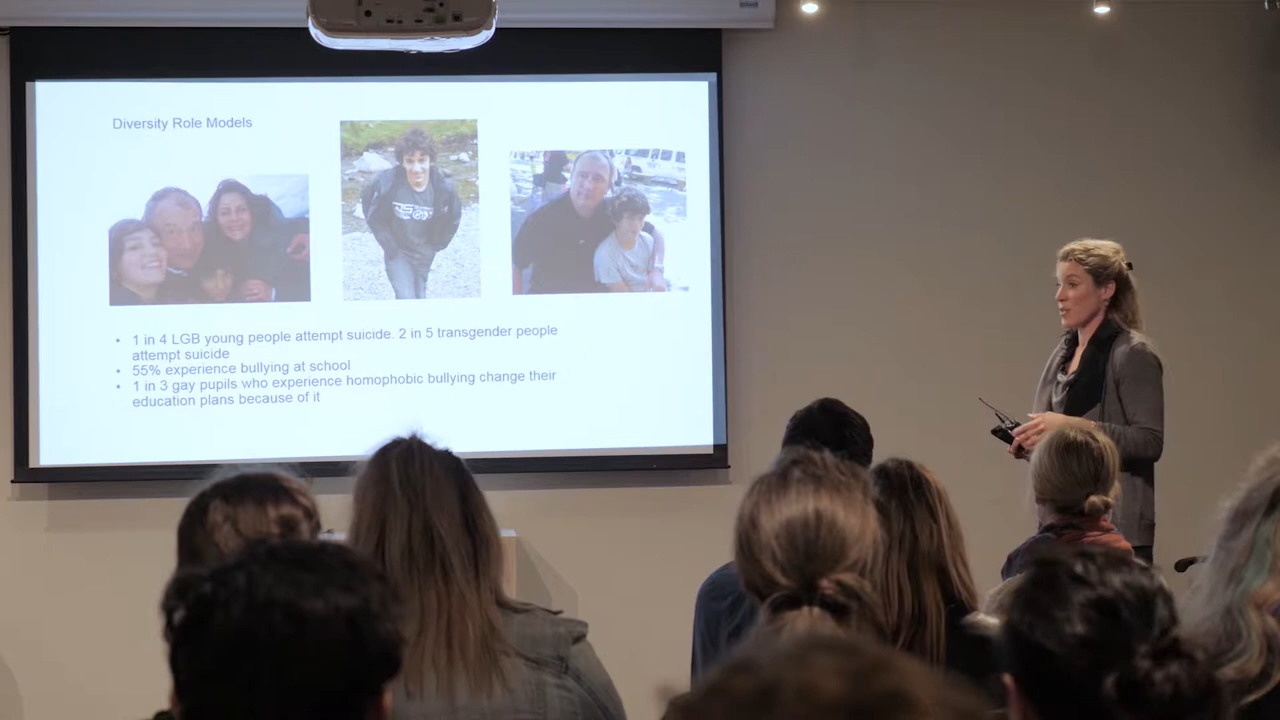 Diversity Role Models
• 1 in 4 LGB young people attempt suicide. 2 in 5 transgender people
attempt suicide
• 55% experience bullying at school
• 1 in 3 gay pupils who experience homophobic bullying change their
education plans because of it